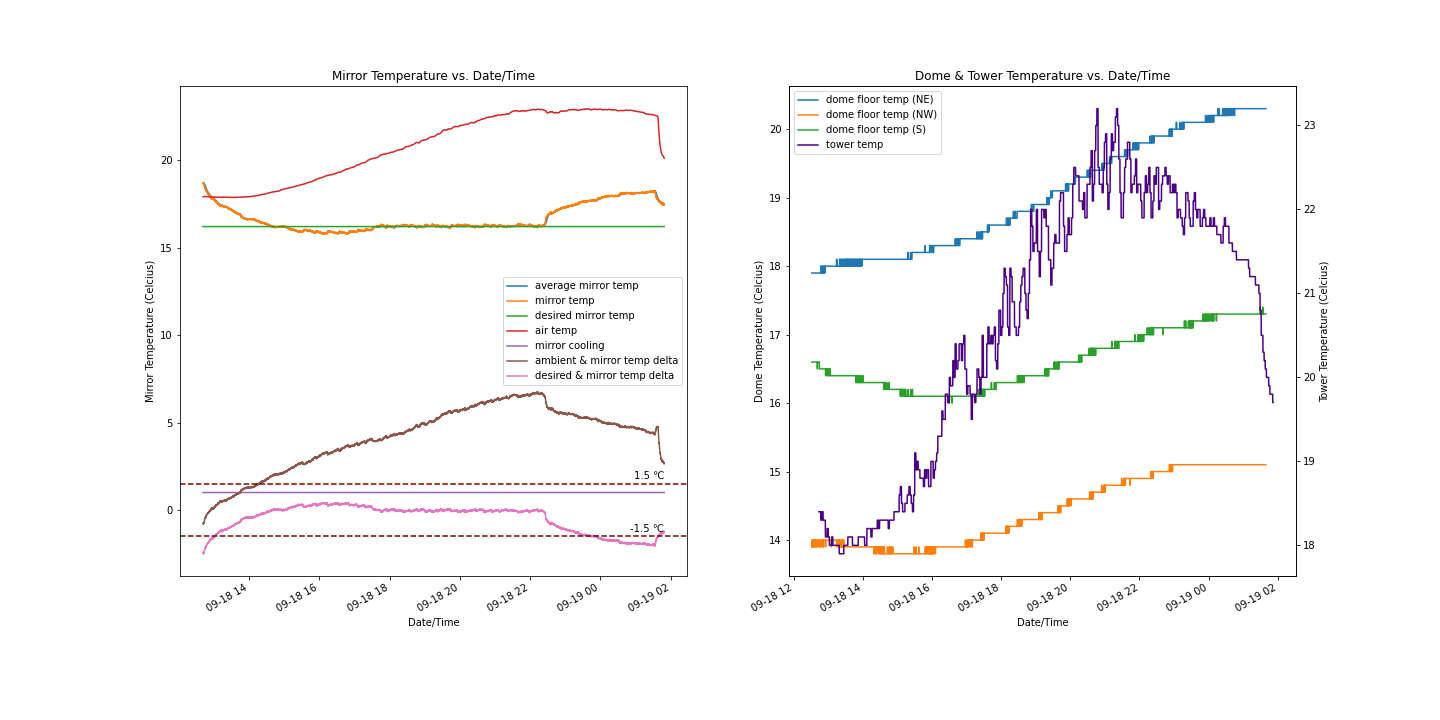 Mirror Temperature vs. Date/Time
Mirror Temperature (Celcius)
20
15
10
5
0
average mirror temp
mirror temp
desired mirror temp
air temp
mirror cooling
ambient & mirror temp delta
desired & mirror temp delta
1.5 °C
-1.5 °C
09-18 14
09-18 16
09-18 18
09-18 20
09-18 22
09-19 00
09-19 02
Date/Time
Dome & Tower Temperature vs. Date/Time
Dome Temperature (Celcius)
20
19
18
17
16
15
14
dome floor temp (NE)
dome floor temp (NW)
dome floor temp (S)
tower temp
23
22
21
20
19
18
Tower Temperature (Celcius)
09-18 12
09-18 14
09-18 16
09-18 18
09-18 20
09-18 22
09-19 00
09-19 02
Date/Time